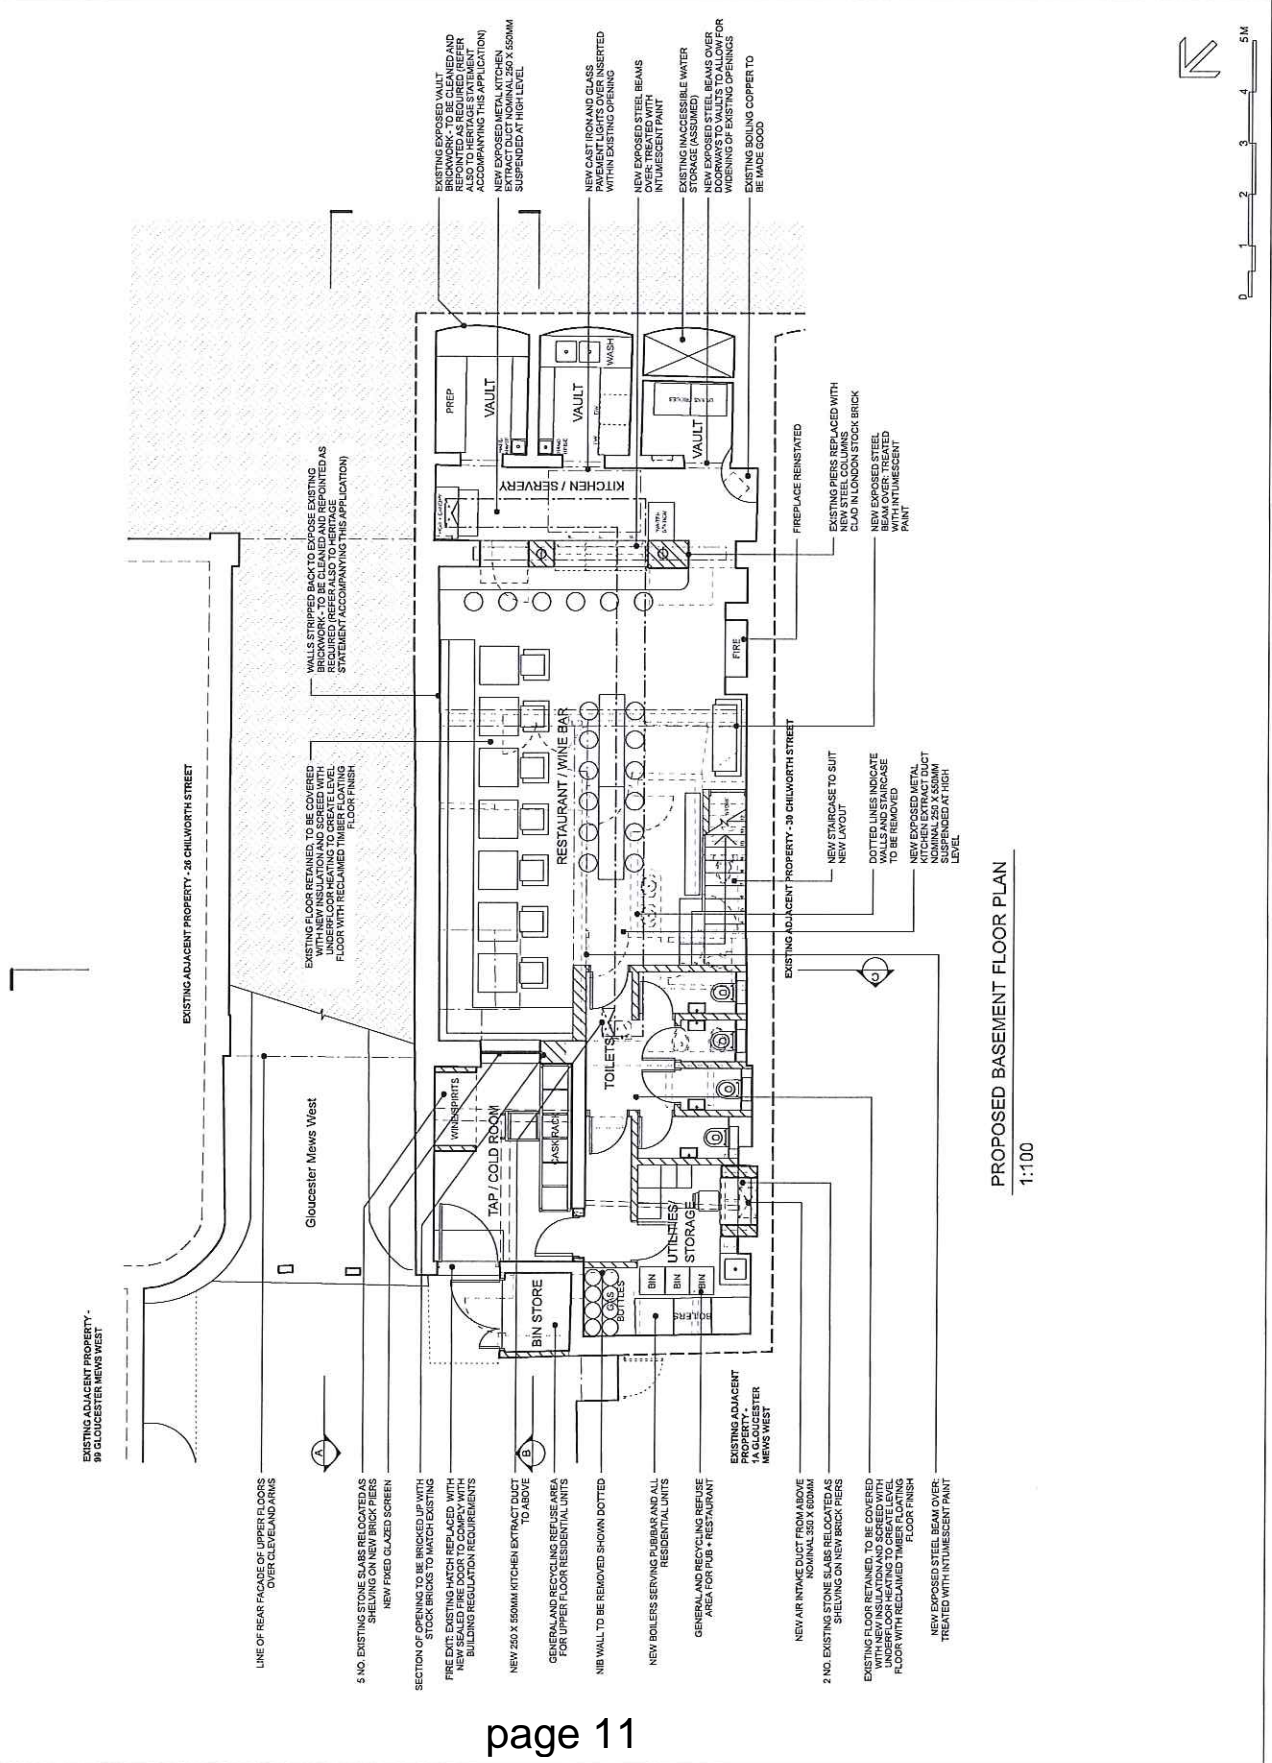 EXISTING EXPOSED VAULT
BRICKWORK - TO BE CLEANED AND
REPOINTED AS REQUIRED (REFER
ALSO TO HERITAGE STATEMENT
ACCOMPANYING THIS APPLICATION)
NEW EXPOSED METAL KITCHEN
EXTRACT DUCT NOMINAL 250 X 550MM
SUSPENDED AT HIGH LEVEL
NEW CAST IRON AND GLASS
PAVEMENT LIGHTS OVER INSERTED
WITHIN EXISTING OPENING
NEW EXPOSED STEEL BEAMS
OVER: TREATED WITH
INTUMESCENT PAINT
EXISTING INACCESSIBLE WATER
STORAGE (ASSUMED)
NEW EXPOSED STEEL BEAMS OVER
DOORWAYS TO VAULTS TO ALLOW FOR
WIDENING OF EXISTING OPENINGS
EXISTING BOILING COPPER TO
BE MADE GOOD
0 1 2 3 4 5M
WALLS STRIPPED BACK TO EXPOSE EXISTING
BRICKWORK - TO BE CLEANED AND REPOINTED AS
REQUIRED (REFER ALSO TO HERITAGE
STATEMENT ACCOMPANYING THIS APPLICATION)
EXISTING FLOOR RETAINED, TO BE COVERED
WITH NEW INSULATION AND SCREED WITH
UNDERFLOOR HEATING TO CREATE LEVEL
FLOOR WITH RECLAIMED TIMBER FLOATING
FLOOR FINISH
EXISTING ADJACENT PROPERTY - 26 CHILWORTH STREET
PREP
VAULT
VAULT
WASH
VAULT
KITCHEN / SERVERY
RESTAURANT / WINE BAR
FIRE
FIREPLACE REINSTATED
EXISTING PIERS REPLACED WITH
NEW STEEL COLUMNS
CLAD IN LONDON STOCK BRICK
NEW EXPOSED STEEL
BEAM OVER: TREATED
WITH INTUMESCENT
PAINT
NEW STAIRCASE TO SUIT
NEW LAYOUT
DOTTED LINES INDICATE
WALLS AND STAIRCASE
TO BE REMOVED
NEW EXPOSED METAL
KITCHEN EXTRACT DUCT
NOMINAL 250 X 550MM
SUSPENDED AT HIGH
LEVEL
EXISTING ADJACENT PROPERTY - 30 CHILWORTH STREET
C
Gloucester Mews West
WINE/SPIRITS
TAP / COLD ROOM
CASK RACK
TOILETS
UTILITIES/
STORAGE
BIN STORE
GAS
BOTTLES
BIN
BIN
BIN
BOILERS
EXISTING ADJACENT PROPERTY -
99 GLOUCESTER MEWS WEST
EXISTING ADJACENT
PROPERTY -
1A GLOUCESTER
MEWS WEST
A
B
LINE OF REAR FACADE OF UPPER FLOORS
OVER CLEVELAND ARMS
5 NO. EXISTING STONE SLABS RELOCATED AS
SHELVING ON NEW BRICK PIERS
NEW FIXED GLAZED SCREEN
SECTION OF OPENING TO BE BRICKED UP WITH
STOCK BRICKS TO MATCH EXISTING
FIRE EXIT: EXISTING HATCH REPLACED WITH
NEW SEALED FIRE DOOR TO COMPLY WITH
BUILDING REGULATION REQUIREMENTS
NEW 250 X 550MM KITCHEN EXTRACT DUCT
TO ABOVE
GENERAL AND RECYCLING REFUSE AREA
FOR UPPER FLOOR RESIDENTIAL UNITS
NIB WALL TO BE REMOVED SHOWN DOTTED
NEW BOILERS SERVING PUB/BAR AND ALL
RESIDENTIAL UNITS
GENERAL AND RECYCLING REFUSE
AREA FOR PUB + RESTAURANT
NEW AIR INTAKE DUCT FROM ABOVE
NOMINAL 350 X 600MM
2 NO. EXISTING STONE SLABS RELOCATED AS
SHELVING ON NEW BRICK PIERS
EXISTING FLOOR RETAINED, TO BE COVERED
WITH NEW INSULATION AND SCREED WITH
UNDERFLOOR HEATING TO CREATE LEVEL
FLOOR WITH RECLAIMED TIMBER FLOATING
FLOOR FINISH
NEW EXPOSED STEEL BEAM OVER:
TREATED WITH INTUMESCENT PAINT
PROPOSED BASEMENT FLOOR PLAN
1:100
page 11